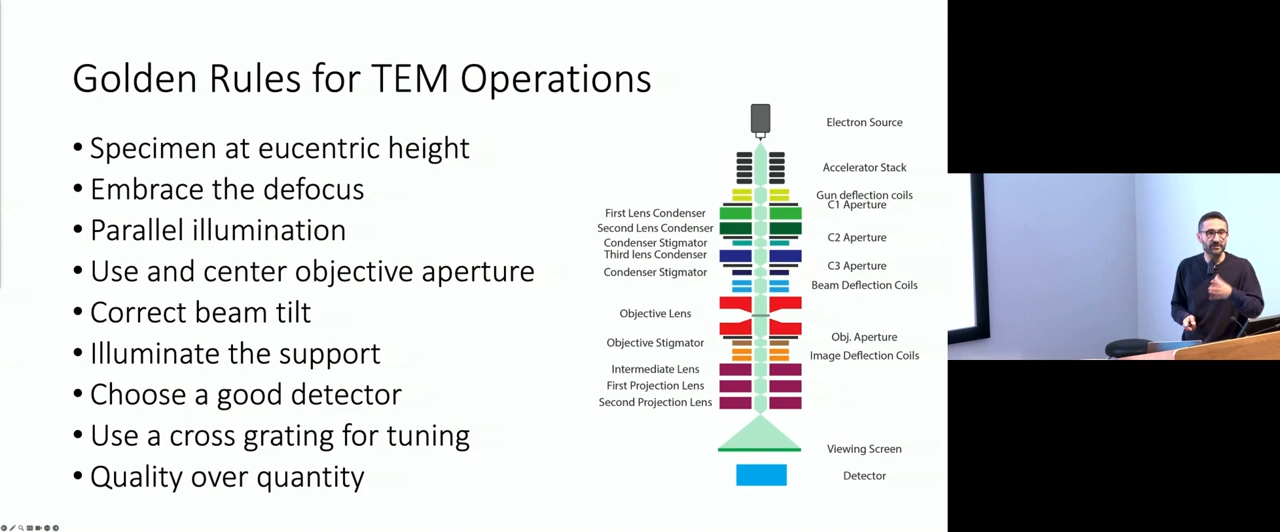 Golden Rules for TEM Operations
• Specimen at eucentric height
• Embrace the defocus
• Parallel illumination
• Use and center objective aperture
• Correct beam tilt
• Illuminate the support
• Choose a good detector
• Use a cross grating for tuning
• Quality over quantity
Electron Source
Accelerator Stack
Gun deflection coils
C1 Aperture
First Lens Condenser
Second Lens Condenser
C2 Aperture
Condenser Stigmator
Third lens Condenser
C3 Aperture
Condenser Stigmator
Beam Deflection Coils
Objective Lens
Obj. Aperture
Objective Stigmator
Image Deflection Coils
Intermediate Lens
First Projection Lens
Second Projection Lens
Viewing Screen
Detector